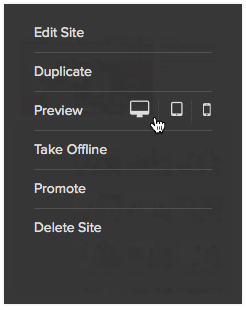 Edit Site
Duplicate
Preview
Take Offline
Promote
Delete Site